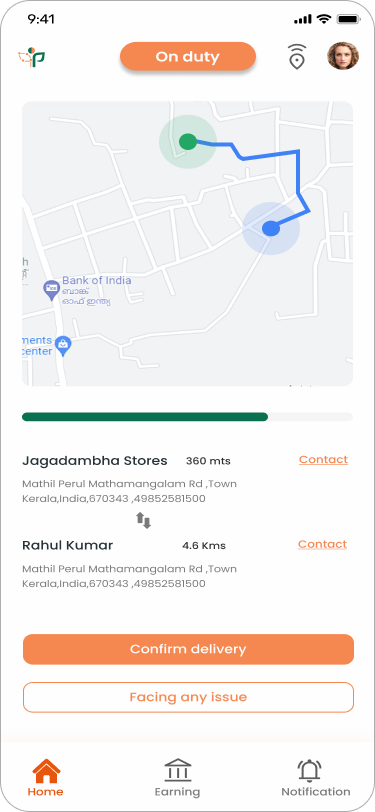 9:41
On duty
Bank of India
ബാങ്ക്
ഓഫ് ഇന്ത്യ
ments
center
Jagadambha Stores 360 mts Contact
Mathil Perul Mathamangalam Rd ,Town
Kerala,India,670343 ,49852581500
Rahul Kumar 4.6 Kms Contact
Mathil Perul Mathamangalam Rd ,Town
Kerala,India,670343 ,49852581500
Confirm delivery
Facing any issue
Home Earning Notification